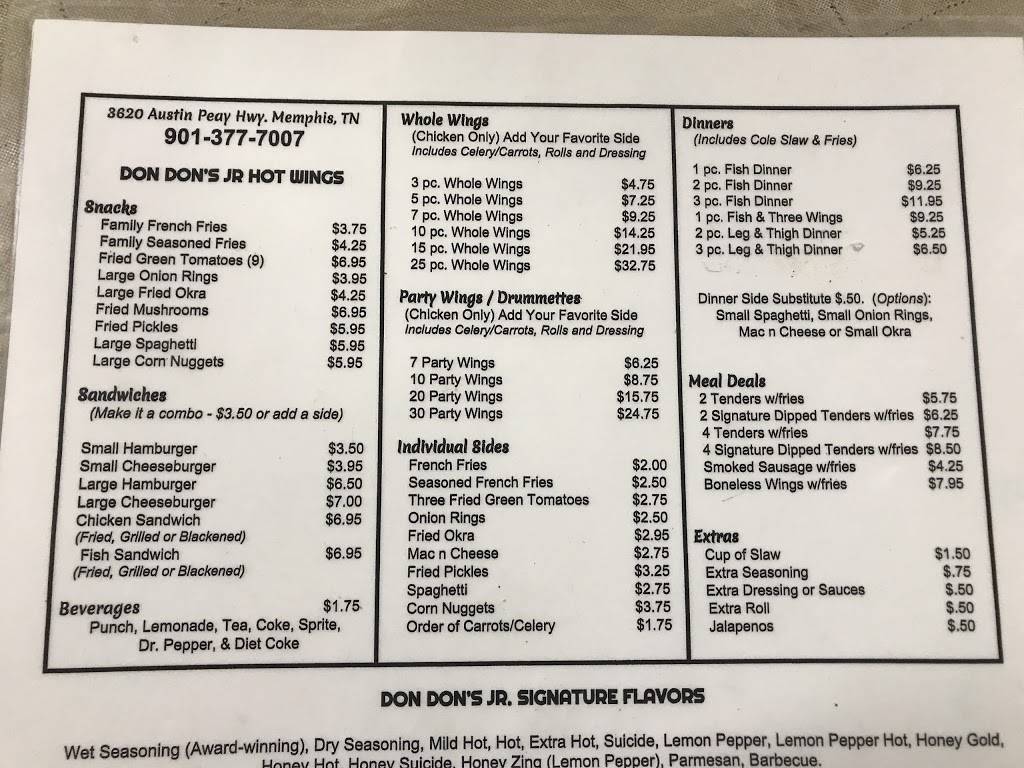 3620 Austin Peay Hwy. Memphis, TN
901-377-7007
DON DON'S JR HOT WINGS
Snacks
Family French Fries $3.75
Family Seasoned Fries $4.25
Fried Green Tomatoes (9) $6.95
Large Onion Rings $3.95
Large Fried Okra $4.25
Fried Mushrooms $6.95
Fried Pickles $5.95
Large Spaghetti $5.95
Large Corn Nuggets $5.95
Sandwiches
(Make it a combo - $3.50 or add a side)
Small Hamburger $3.50
Small Cheeseburger $3.95
Large Hamburger $6.50
Large Cheeseburger $7.00
Chicken Sandwich $6.95
(Fried, Grilled or Blackened)
Fish Sandwich $6.95
(Fried, Grilled or Blackened)
Beverages $1.75
Punch, Lemonade, Tea, Coke, Sprite,
Dr. Pepper, & Diet Coke
Whole Wings
(Chicken Only) Add Your Favorite Side
Includes Celery/Carrots, Rolls and Dressing
3 pc. Whole Wings $4.75
5 pc. Whole Wings $7.25
7 pc. Whole Wings $9.25
10 pc. Whole Wings $14.25
15 pc. Whole Wings $21.95
25 pc. Whole Wings $32.75
Party Wings / Drummettes
(Chicken Only) Add Your Favorite Side
Includes Celery/Carrots, Rolls and Dressing
7 Party Wings $6.25
10 Party Wings $8.75
20 Party Wings $15.75
30 Party Wings $24.75
Individual Sides
French Fries $2.00
Seasoned French Fries $2.50
Three Fried Green Tomatoes $2.75
Onion Rings $2.50
Fried Okra $2.95
Mac n Cheese $2.75
Fried Pickles $3.25
Spaghetti $2.75
Corn Nuggets $3.75
Order of Carrots/Celery $1.75
Dinners
(Includes Cole Slaw & Fries)
1 pc. Fish Dinner $6.25
2 pc. Fish Dinner $9.25
3 pc. Fish Dinner $11.95
1 pc. Fish & Three Wings $9.25
2 pc. Leg & Thigh Dinner $5.25
3 pc. Leg & Thigh Dinner $6.50
Dinner Side Substitute $.50. (Options):
Small Spaghetti, Small Onion Rings,
Mac n Cheese or Small Okra
Meal Deals
2 Tenders w/fries $5.75
2 Signature Dipped Tenders w/fries $6.25
4 Tenders w/fries $7.75
4 Signature Dipped Tenders w/fries $8.50
Smoked Sausage w/fries $4.25
Boneless Wings w/fries $7.95
Extras
Cup of Slaw $1.50
Extra Seasoning $.75
Extra Dressing or Sauces $.50
Extra Roll $.50
Jalapenos $.50
DON DON'S JR. SIGNATURE FLAVORS
Wet Seasoning (Award-winning), Dry Seasoning, Mild Hot, Hot, Extra Hot, Suicide, Lemon Pepper, Lemon Pepper Hot, Honey Gold,
Honey Hot, Honey Suicide, Honey Zing (Lemon Pepper), Parmesan, Barbecue.